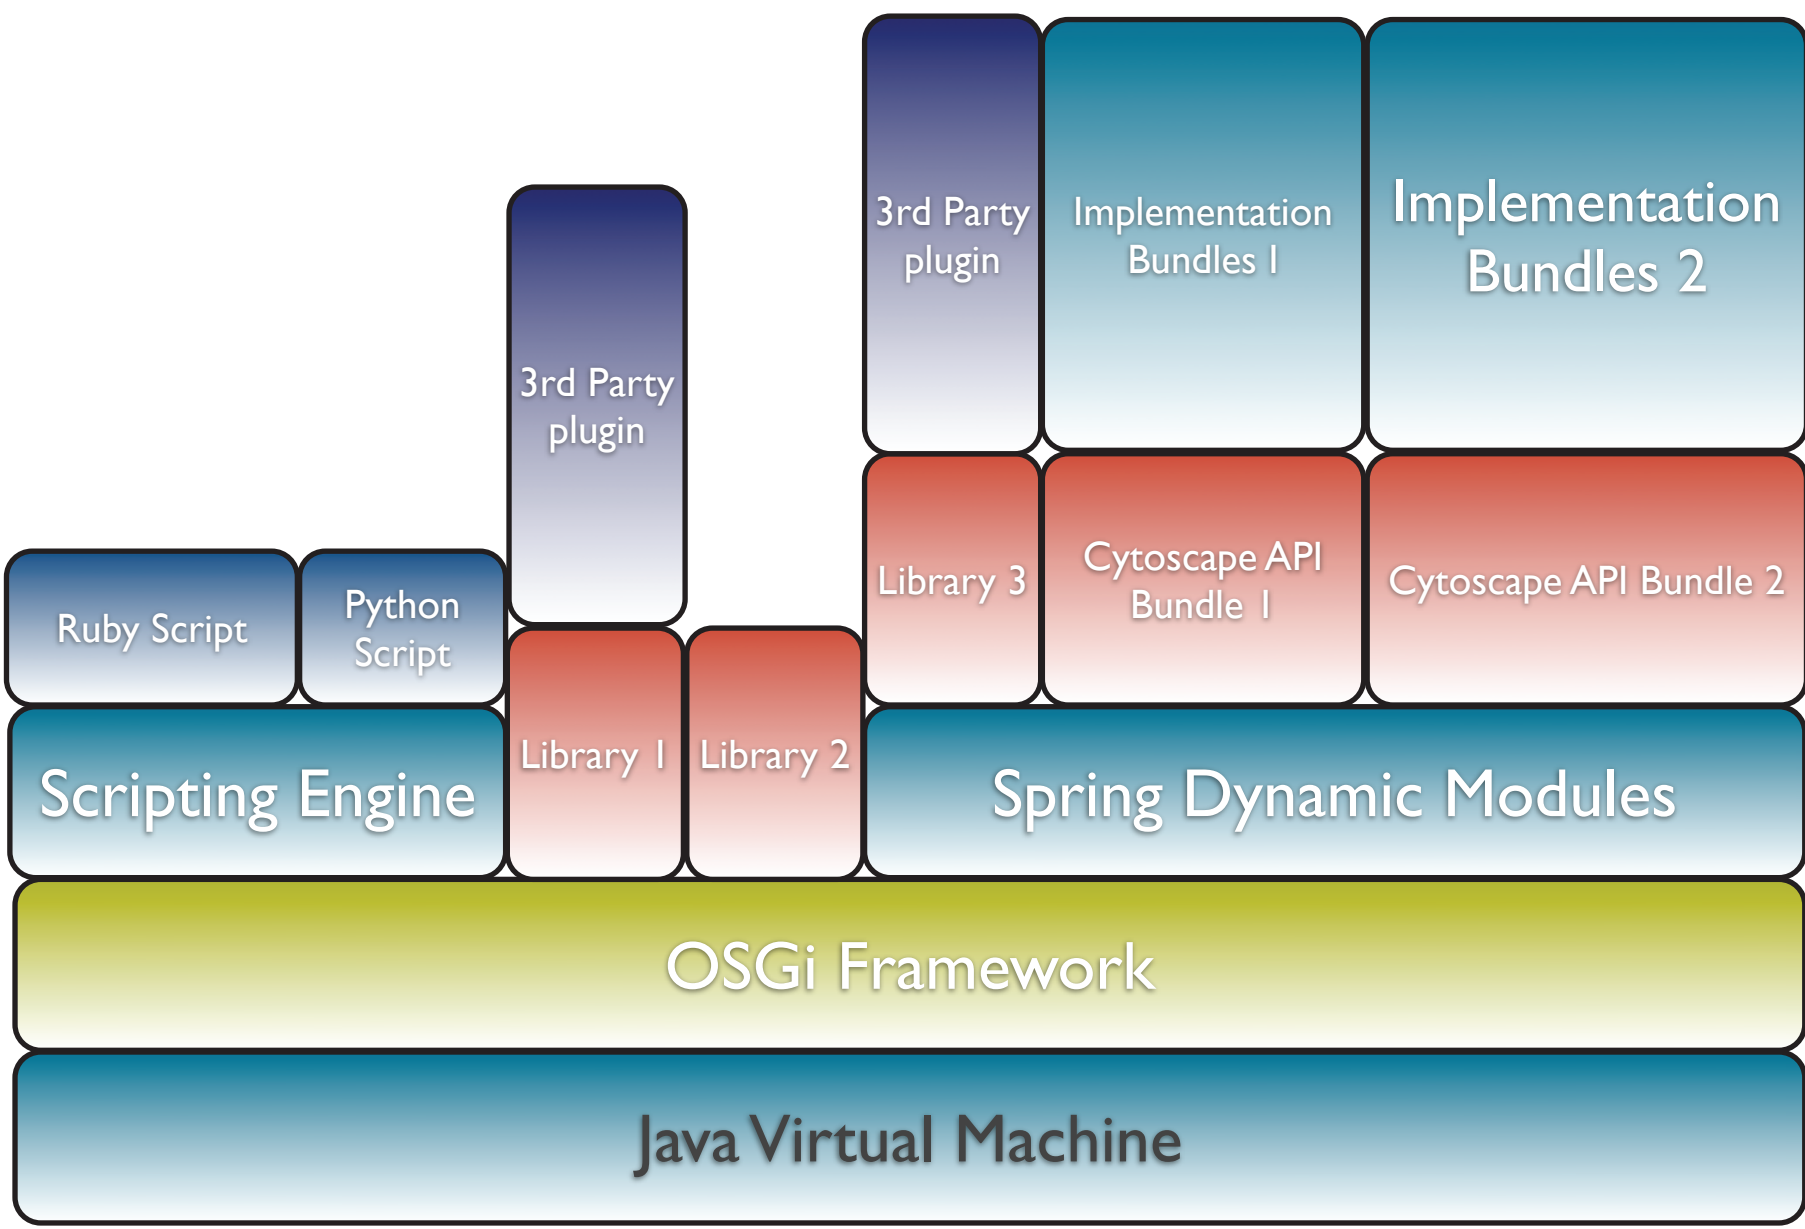 3rd Party
plugin
Implementation
Bundles 1
Implementation
Bundles 2
3rd Party
plugin
Ruby Script
Python
Script
Library 3
Cytoscape API
Bundle 1
Cytoscape API Bundle 2
Scripting Engine
Library 1
Library 2
Spring Dynamic Modules
OSGi Framework
Java Virtual Machine